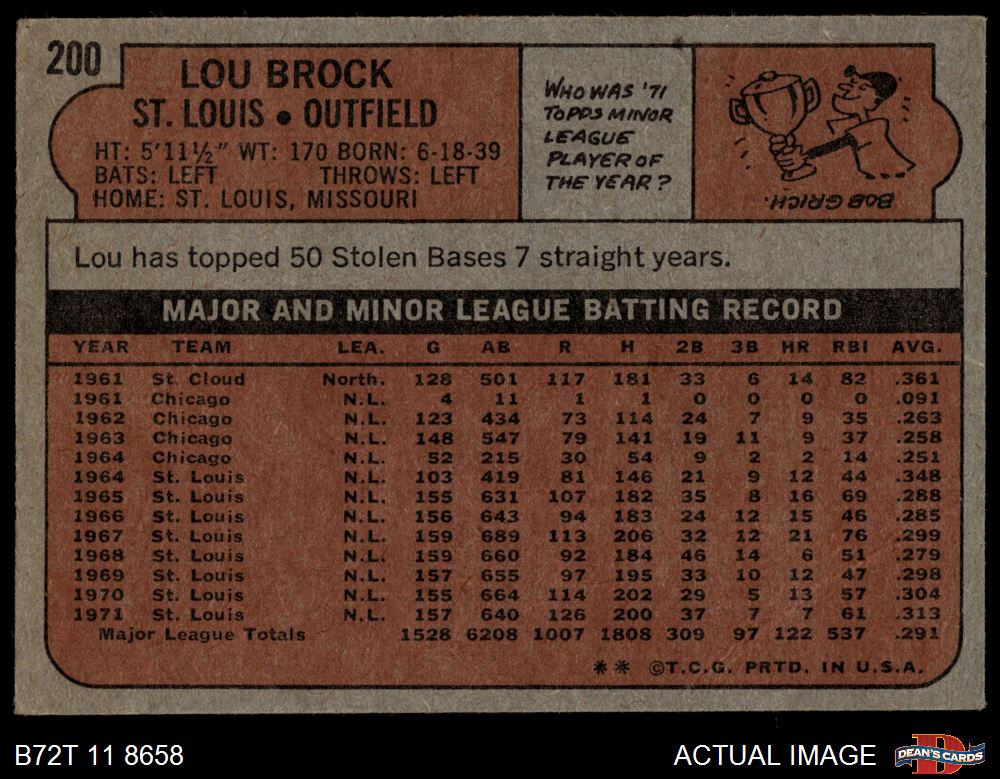 200
LOU BROCK
ST. LOUIS • OUTFIELD
HT: 5'11½" WT: 170 BORN: 6-18-39
BATS: LEFT THROWS: LEFT
HOME: ST. LOUIS, MISSOURI
WHO WAS '71
TOPPS MINOR
LEAGUE
PLAYER OF
THE YEAR?
BOB GRICH.
Lou has topped 50 Stolen Bases 7 straight years.
MAJOR AND MINOR LEAGUE BATTING RECORD
YEAR TEAM LEA. G AB R H 2B 3B HR RBI AVG.
1961 St. Cloud North. 128 501 117 181 33 6 14 82 .361
1961 Chicago N.L. 4 11 1 1 0 0 0 0 .091
1962 Chicago N.L. 123 434 73 114 24 7 9 35 .263
1963 Chicago N.L. 148 547 79 141 19 11 9 37 .258
1964 Chicago N.L. 52 215 30 54 9 2 2 14 .251
1964 St. Louis N.L. 103 419 81 146 21 9 12 44 .348
1965 St. Louis N.L. 155 631 107 182 35 8 16 69 .288
1966 St. Louis N.L. 156 643 94 183 24 12 15 46 .285
1967 St. Louis N.L. 159 689 113 206 32 12 21 76 .299
1968 St. Louis N.L. 159 660 92 184 46 14 6 51 .279
1969 St. Louis N.L. 157 655 97 195 33 10 12 47 .298
1970 St. Louis N.L. 155 664 114 202 29 5 13 57 .304
1971 St. Louis N.L. 157 640 126 200 37 7 7 61 .313
Major League Totals 1528 6208 1007 1808 309 97 122 537 .291
** ©T.C.G. PRTD. IN U.S.A.
B72T 11 8658 ACTUAL IMAGE DEAN'S CARDS